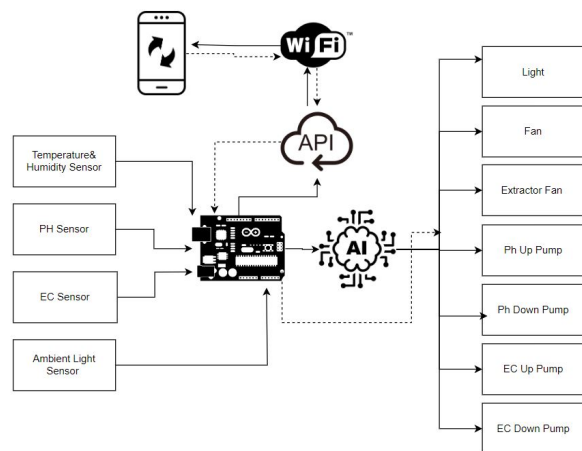 WiFi™
Light
API
Fan
Temperature&
Humidity Sensor
Extractor Fan
PH Sensor
AI
Ph Up Pump
EC Sensor
Ph Down Pump
Ambient Light
Sensor
EC Up Pump
EC Down Pump